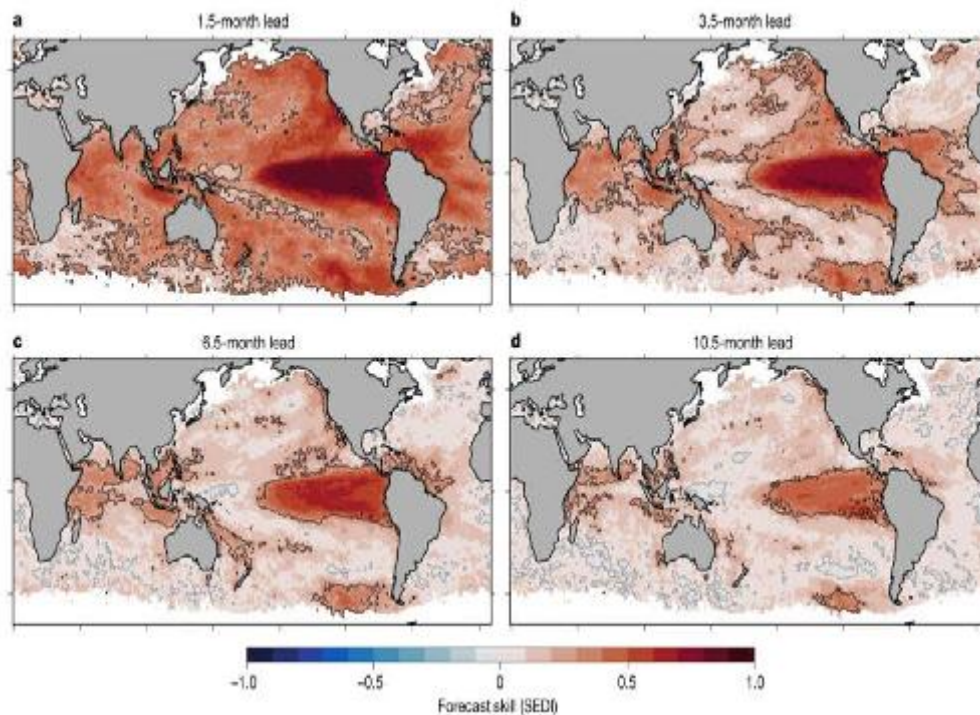 a
1.5-month lead
b
3.5-month lead
c
6.5-month lead
d
10.5-month lead
−1.0
−0.5
0
0.5
1.0
Forecast skill (SEDI)